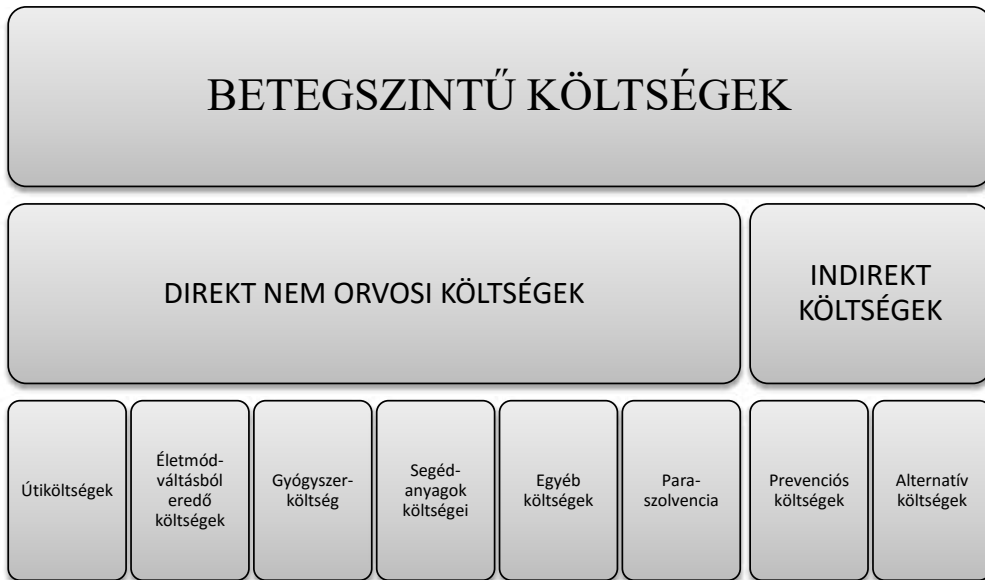 BETEGSZINTŰ KÖLTSÉGEK
DIREKT NEM ORVOSI KÖLTSÉGEK
INDIREKT
KÖLTSÉGEK
Útiköltségek
Életmód-
váltásból
eredő
költségek
Gyógyszer-
költség
Segéd-
anyagok
költségei
Egyéb
költségek
Para-
szolvencia
Prevenciós
költségek
Alternatív
költségek